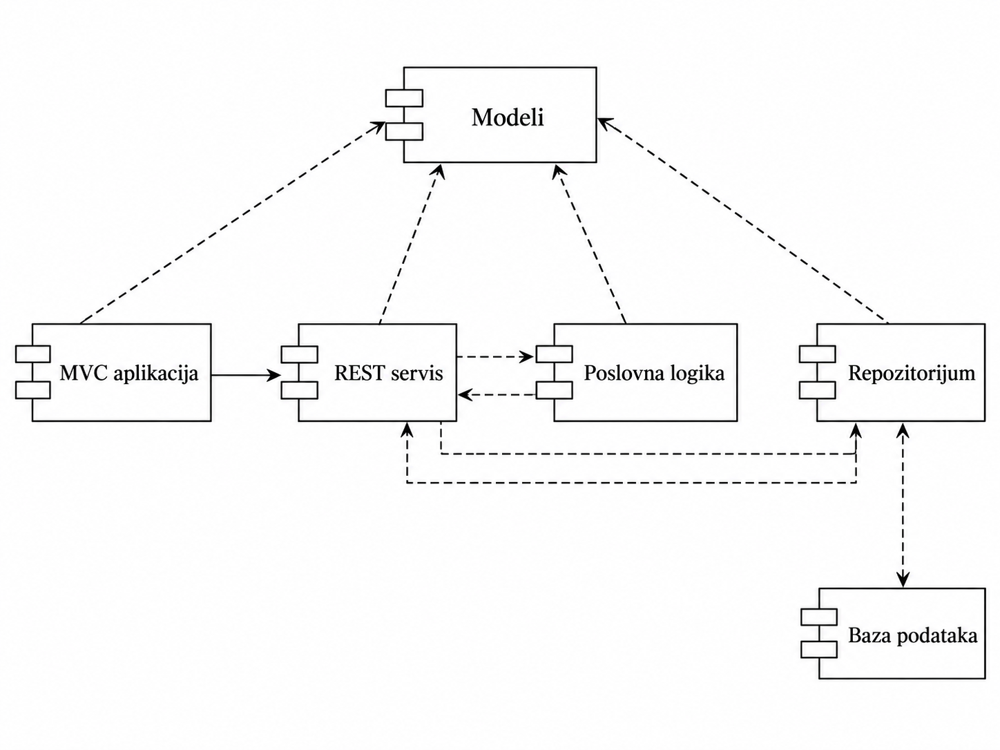 Modeli
MVC aplikacija
REST servis
Poslovna logika
Repozitorijum
Baza podataka